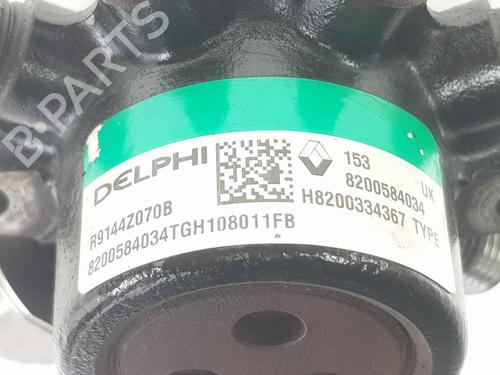 DELPHI
R9144Z070B
8200584034TGH108011FB
153 UK
8200584034
H8200334367 TYPE
B-PARTS